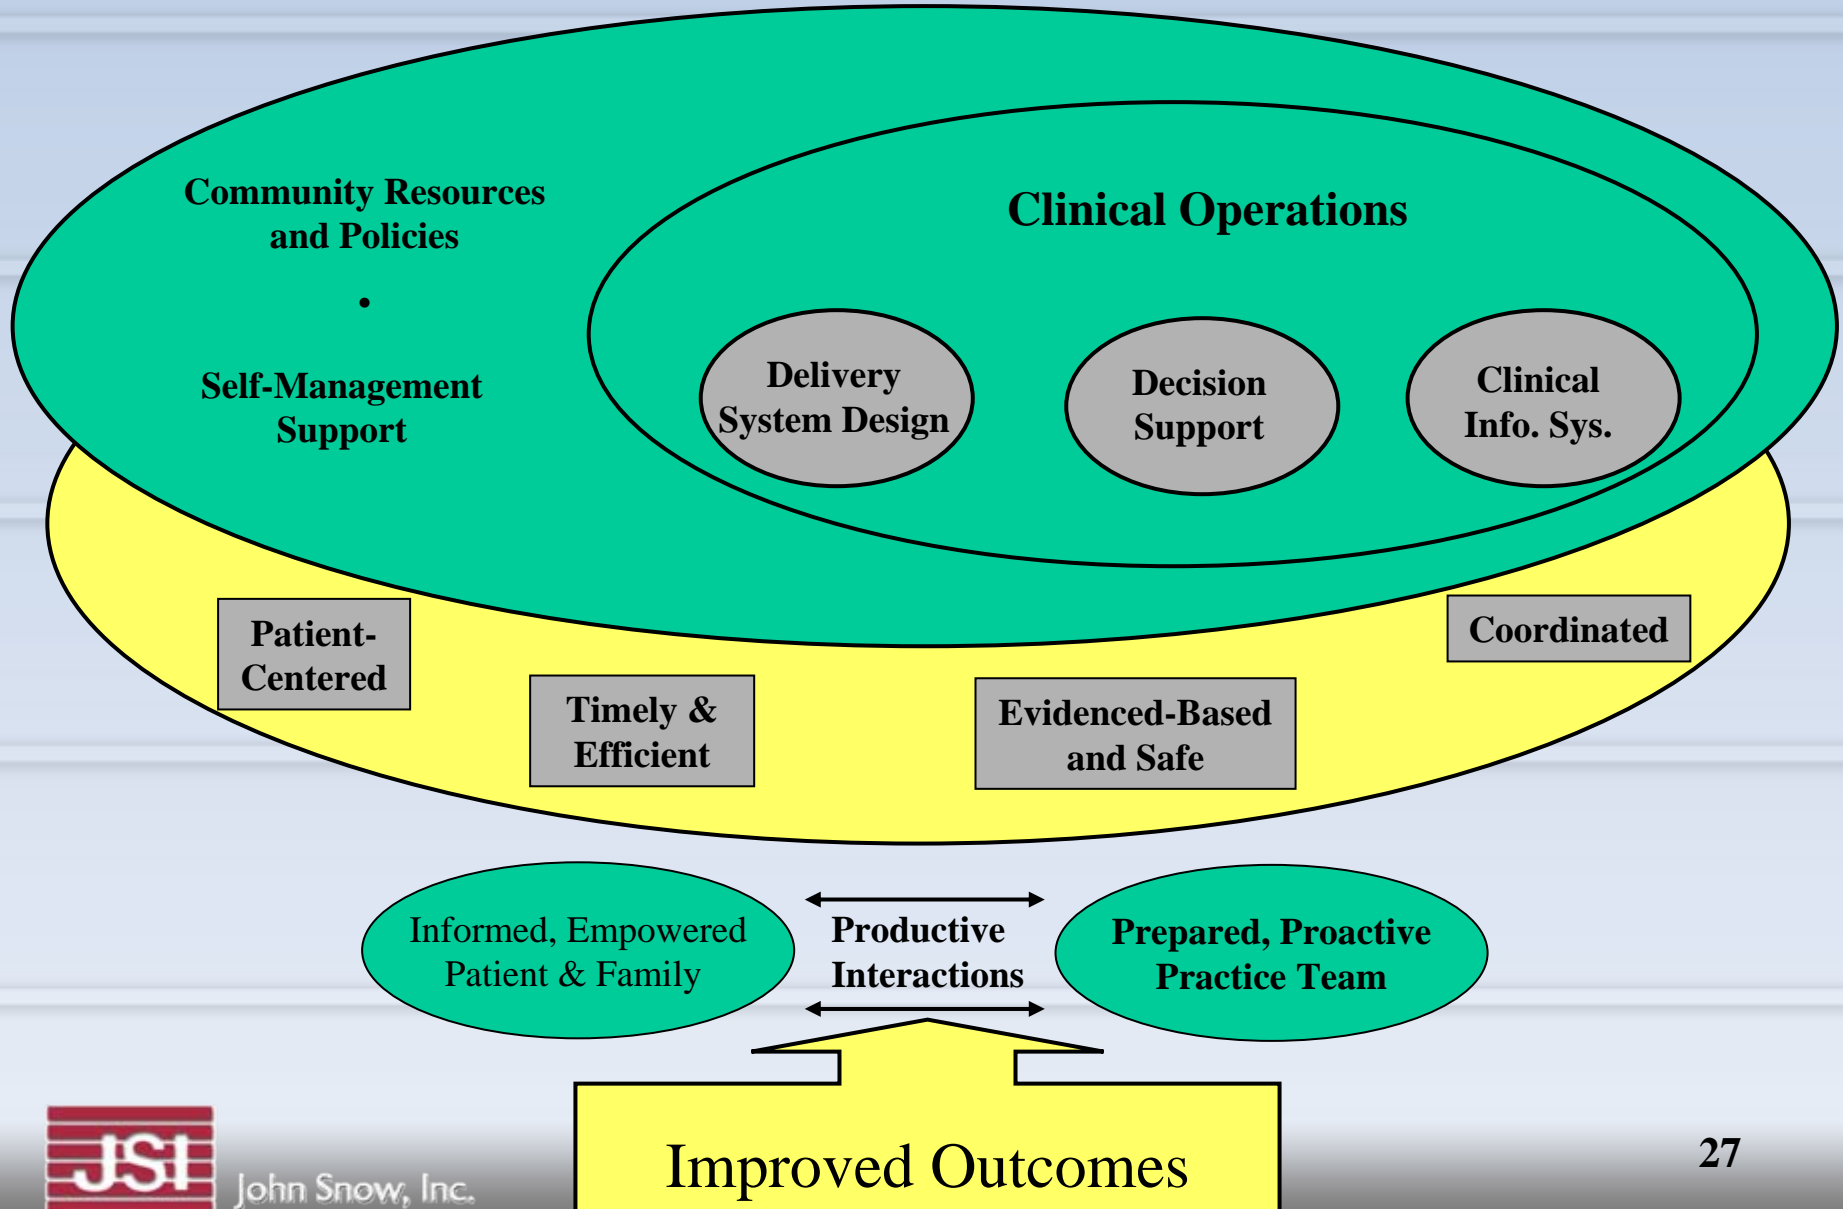 Community Resources
and Policies
•
Self-Management
Support
Clinical Operations
Delivery
System Design
Decision
Support
Clinical
Info. Sys.
Patient-
Centered
Timely &
Efficient
Evidenced-Based
and Safe
Coordinated
Informed, Empowered
Patient & Family
Productive
Interactions
Prepared, Proactive
Practice Team
Improved Outcomes
JSI
John Snow, Inc.
27